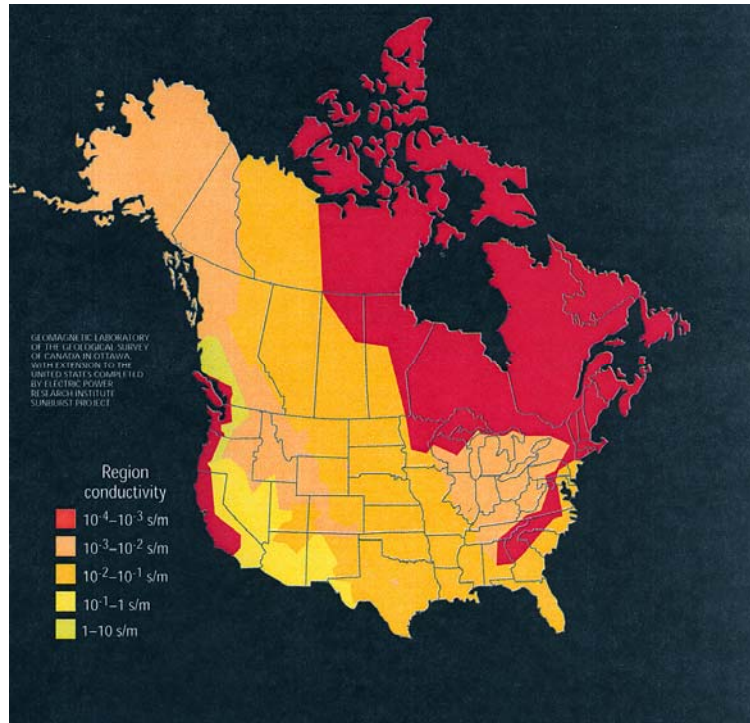 GEOMAGNETIC LABORATORY
OF THE GEOLOGICAL SURVEY
OF CANADA IN OTTAWA,
WITH EXTENSION TO THE
UNITED STATES COMPLETED
BY ELECTRIC POWER
RESEARCH INSTITUTE
SUNBURST PROJECT
Region
conductivity
10⁻⁴–10⁻³ s/m
10⁻³–10⁻² s/m
10⁻²–10⁻¹ s/m
10⁻¹–1 s/m
1–10 s/m